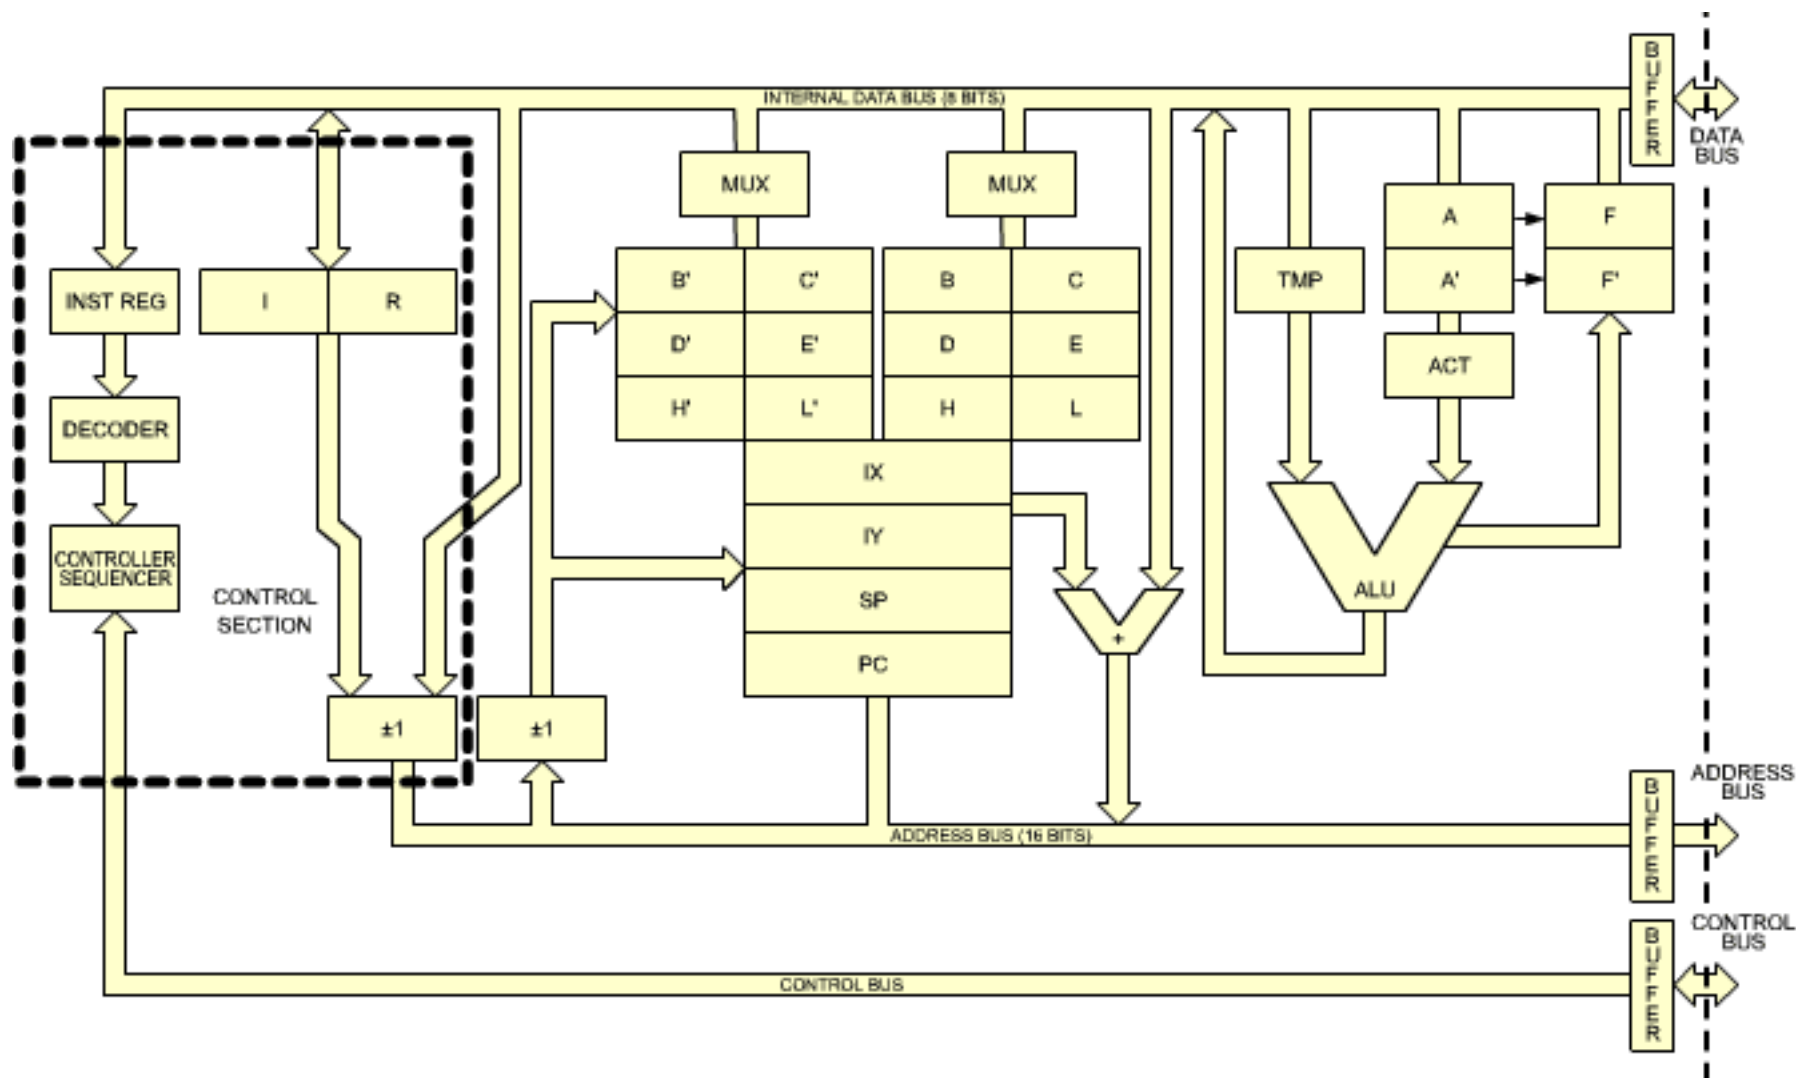 INTERNAL DATA BUS (8 BITS)
BUFFER
DATA
BUS
MUX
MUX
INST REG
I
R
B'
C'
B
C
D'
E'
D
E
H'
L'
H
L
TMP
A
F
A'
F'
ACT
DECODER
CONTROLLER
SEQUENCER
CONTROL
SECTION
IX
IY
SP
PC
+
ALU
±1
±1
ADDRESS BUS (16 BITS)
BUFFER
ADDRESS
BUS
CONTROL BUS
BUFFER
CONTROL
BUS